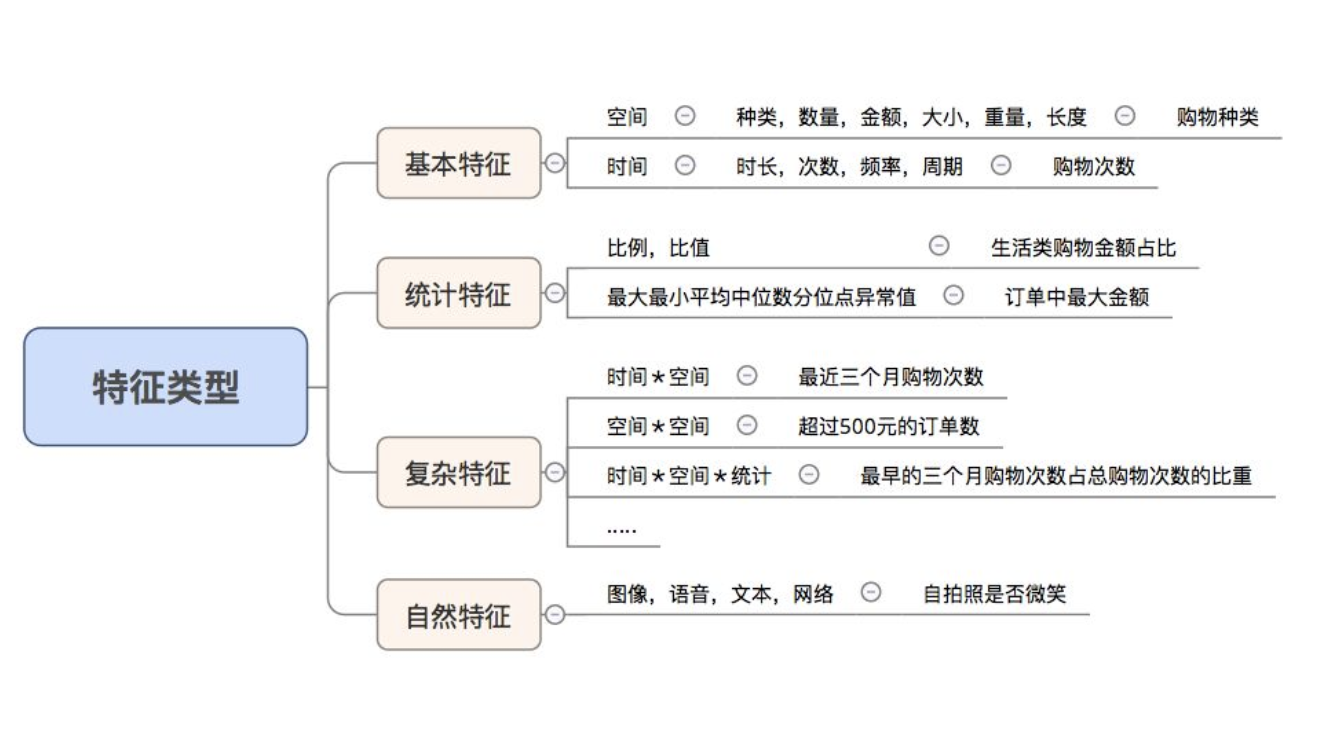 特征类型
基本特征
空间 种类，数量，金额，大小，重量，长度 购物种类
时间 时长，次数，频率，周期 购物次数
统计特征
比例，比值 生活类购物金额占比
最大最小平均中位数分位点异常值 订单中最大金额
复杂特征
时间*空间 最近三个月购物次数
空间*空间 超过500元的订单数
时间*空间*统计 最早的三个月购物次数占总购物次数的比重
.....
自然特征
图像，语音，文本，网络 自拍照是否微笑